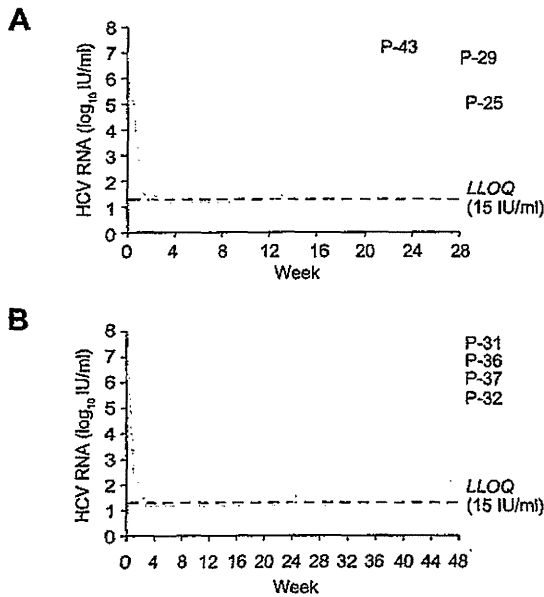 A
HCV RNA (log10 IU/ml)
8
7
6
5
4
3
2
1
0
P-43
P-29
P-25
LLOQ
(15 IU/ml)
0 4 8 12 16 20 24 28
Week
B
HCV RNA (log10 IU/ml)
8
7
6
5
4
3
2
1
0
P-31
P-36
P-37
P-32
LLOQ
(15 IU/ml)
0 4 8 12 16 20 24 28 32 36 40 44 48
Week